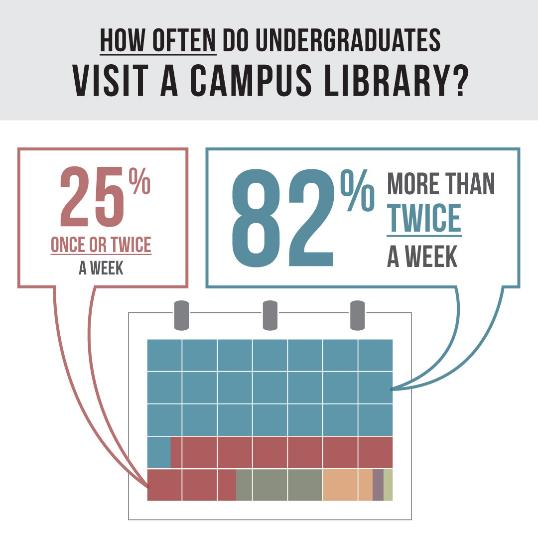 HOW OFTEN DO UNDERGRADUATES
VISIT A CAMPUS LIBRARY?
25%
ONCE OR TWICE
A WEEK
82%
MORE THAN
TWICE
A WEEK